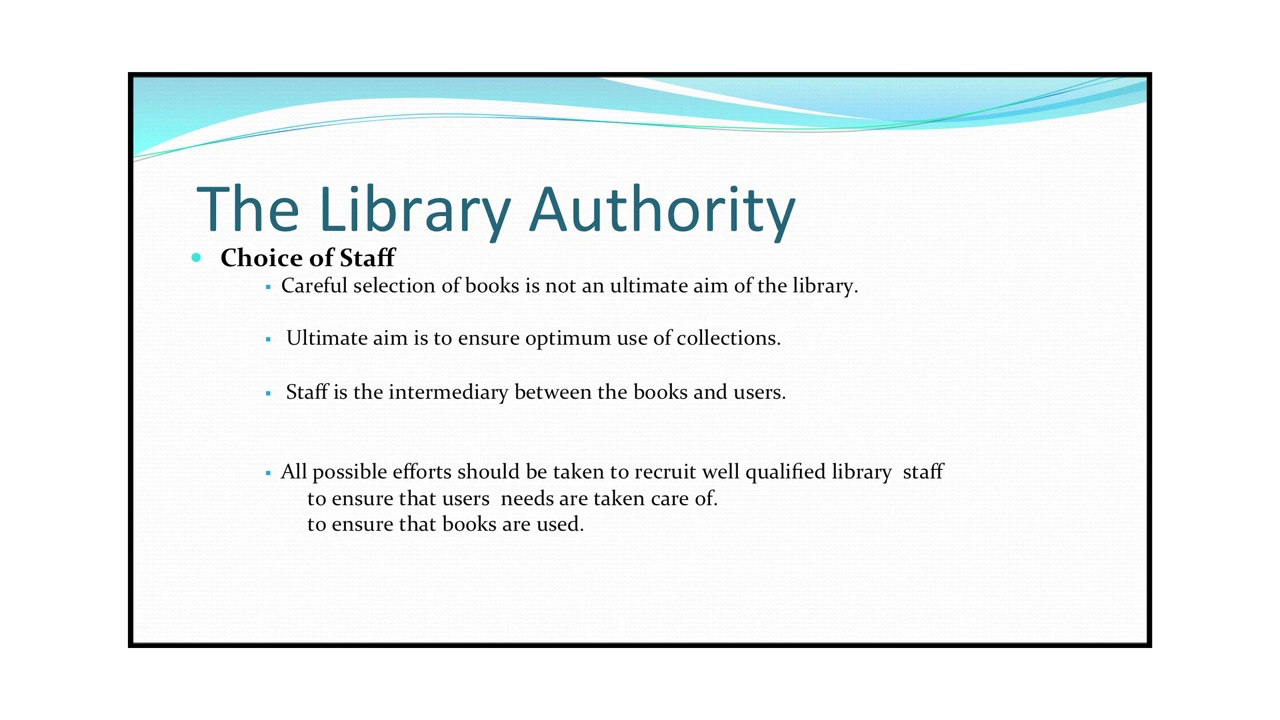 The Library Authority
Choice of Staff
Careful selection of books is not an ultimate aim of the library.
Ultimate aim is to ensure optimum use of collections.
Staff is the intermediary between the books and users.
All possible efforts should be taken to recruit well qualified library staff
to ensure that users needs are taken care of.
to ensure that books are used.